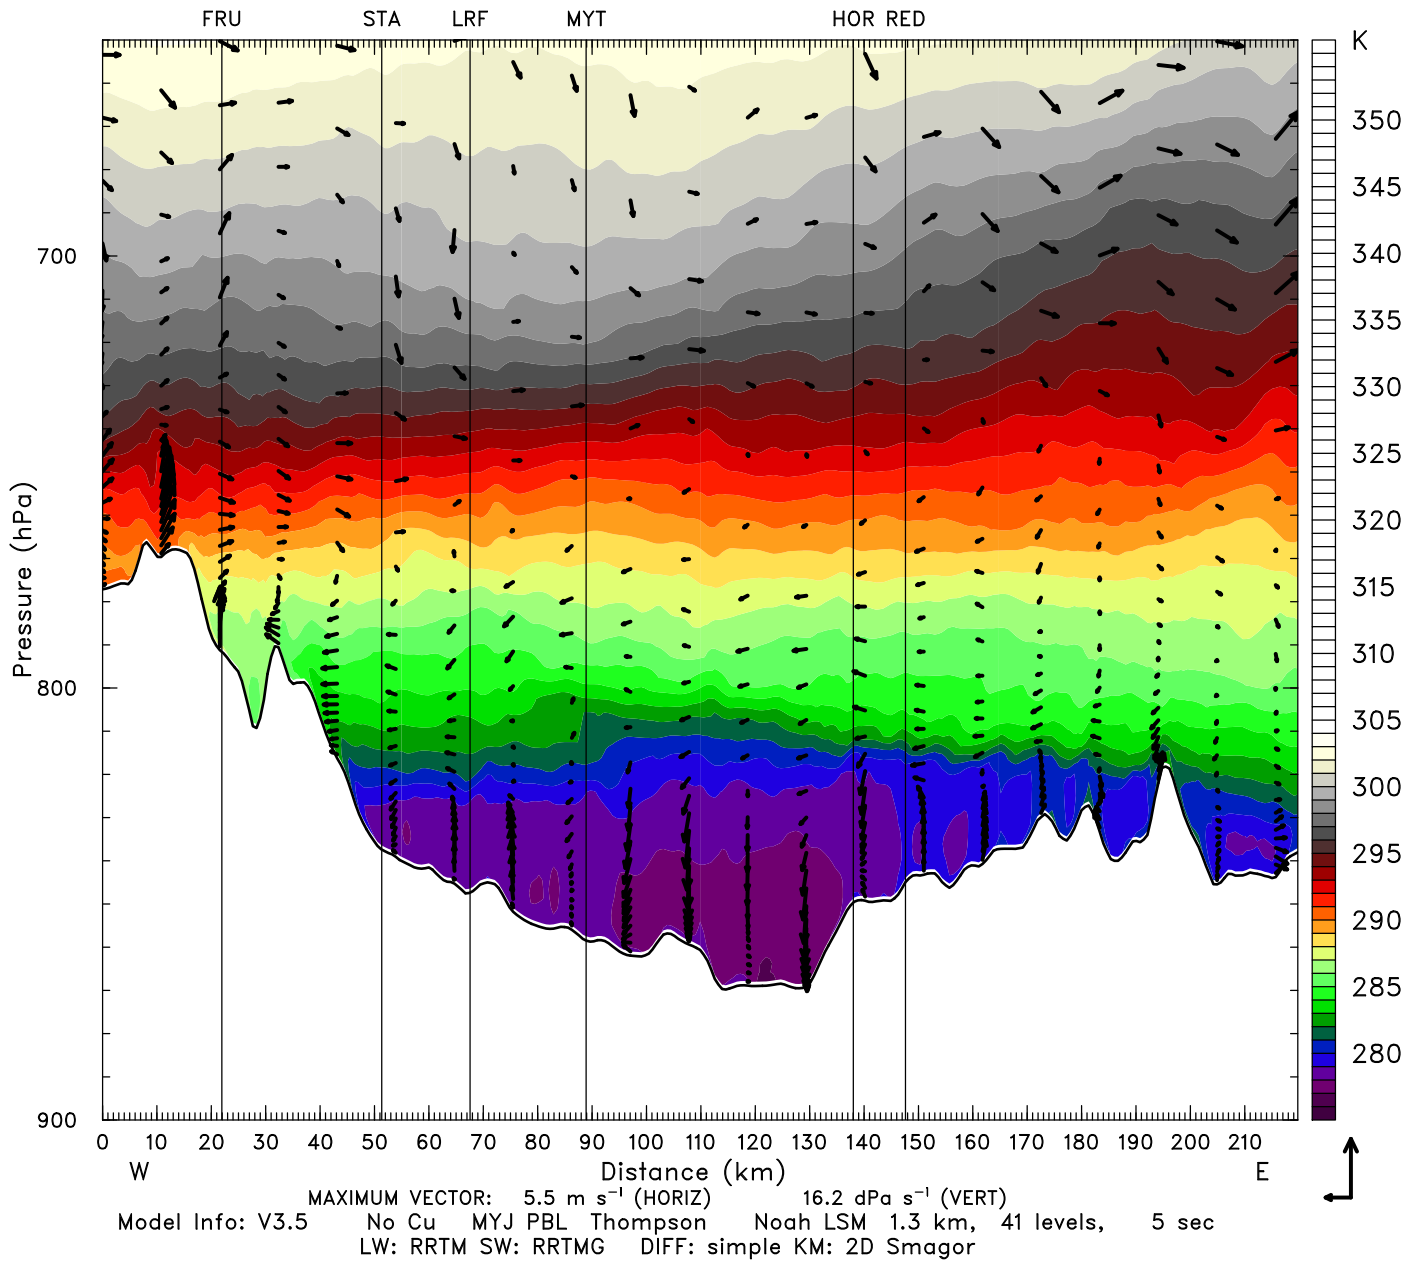 FRU STA LRF MYT HOR RED
K
350
345
700 340
335
330
325
Pressure (hPa)
320
315
310
800 305
300
295
290
285
280
900
0 10 20 30 40 50 60 70 80 90 100 110 120 130 140 150 160 170 180 190 200 210
W Distance (km) E
MAXIMUM VECTOR: 5.5 m s⁻¹ (HORIZ) 16.2 dPa s⁻¹ (VERT)
Model Info: V3.5 No Cu MYJ PBL Thompson Noah LSM 1.3 km, 41 levels, 5 sec
LW: RRTM SW: RRTMG DIFF: simple KM: 2D Smagor